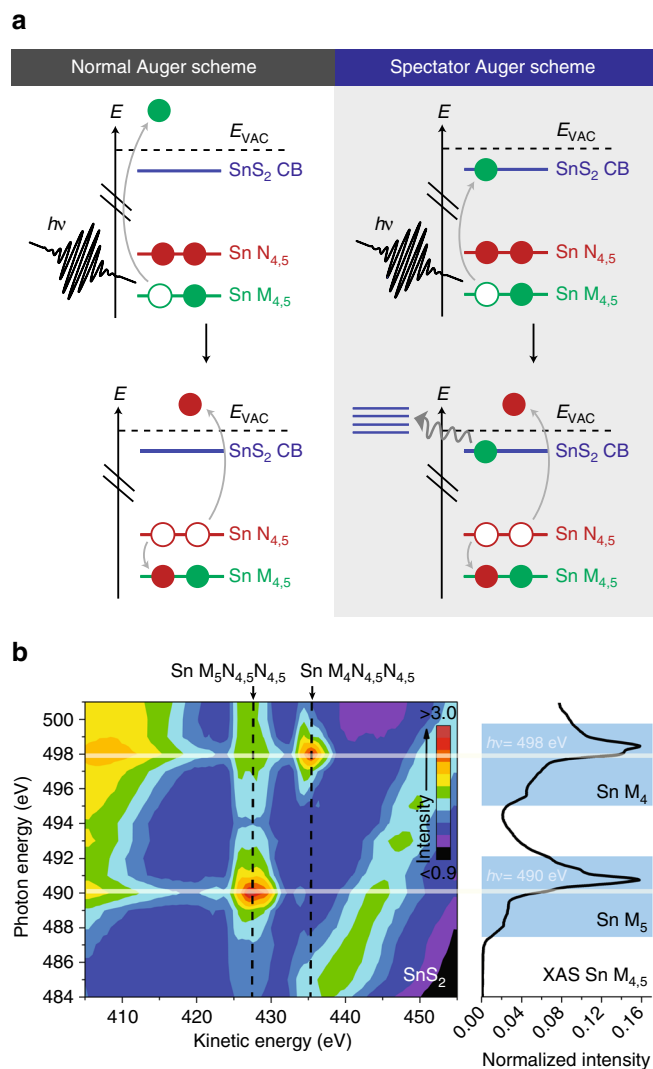 a
Normal Auger scheme
Spectator Auger scheme
E
E_VAC
SnS₂ CB
hν
Sn N₄,₅
Sn M₄,₅
E
E_VAC
SnS₂ CB
hν
Sn N₄,₅
Sn M₄,₅
E
E_VAC
SnS₂ CB
Sn N₄,₅
Sn M₄,₅
E
E_VAC
SnS₂ CB
Sn N₄,₅
Sn M₄,₅
b
Sn M₅N₄,₅N₄,₅
Sn M₄N₄,₅N₄,₅
Photon energy (eV)
500
498
496
494
492
490
488
486
484
>3.0
Intensity
<0.9
SnS₂
410
420
430
440
450
Kinetic energy (eV)
hν= 498 eV
Sn M₄
hν= 490 eV
Sn M₅
XAS Sn M₄,₅
0.00
0.04
0.08
0.12
0.16
Normalized intensity